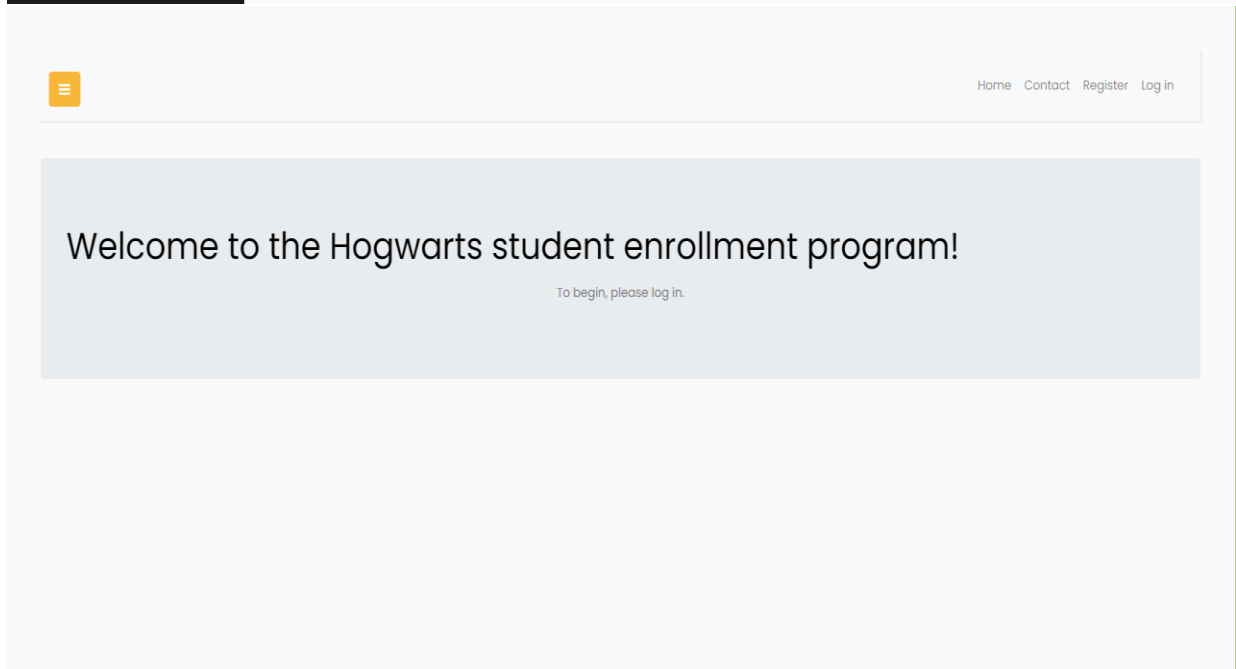 Home Contact Register Log in
Welcome to the Hogwarts student enrollment program!
To begin, please log in.